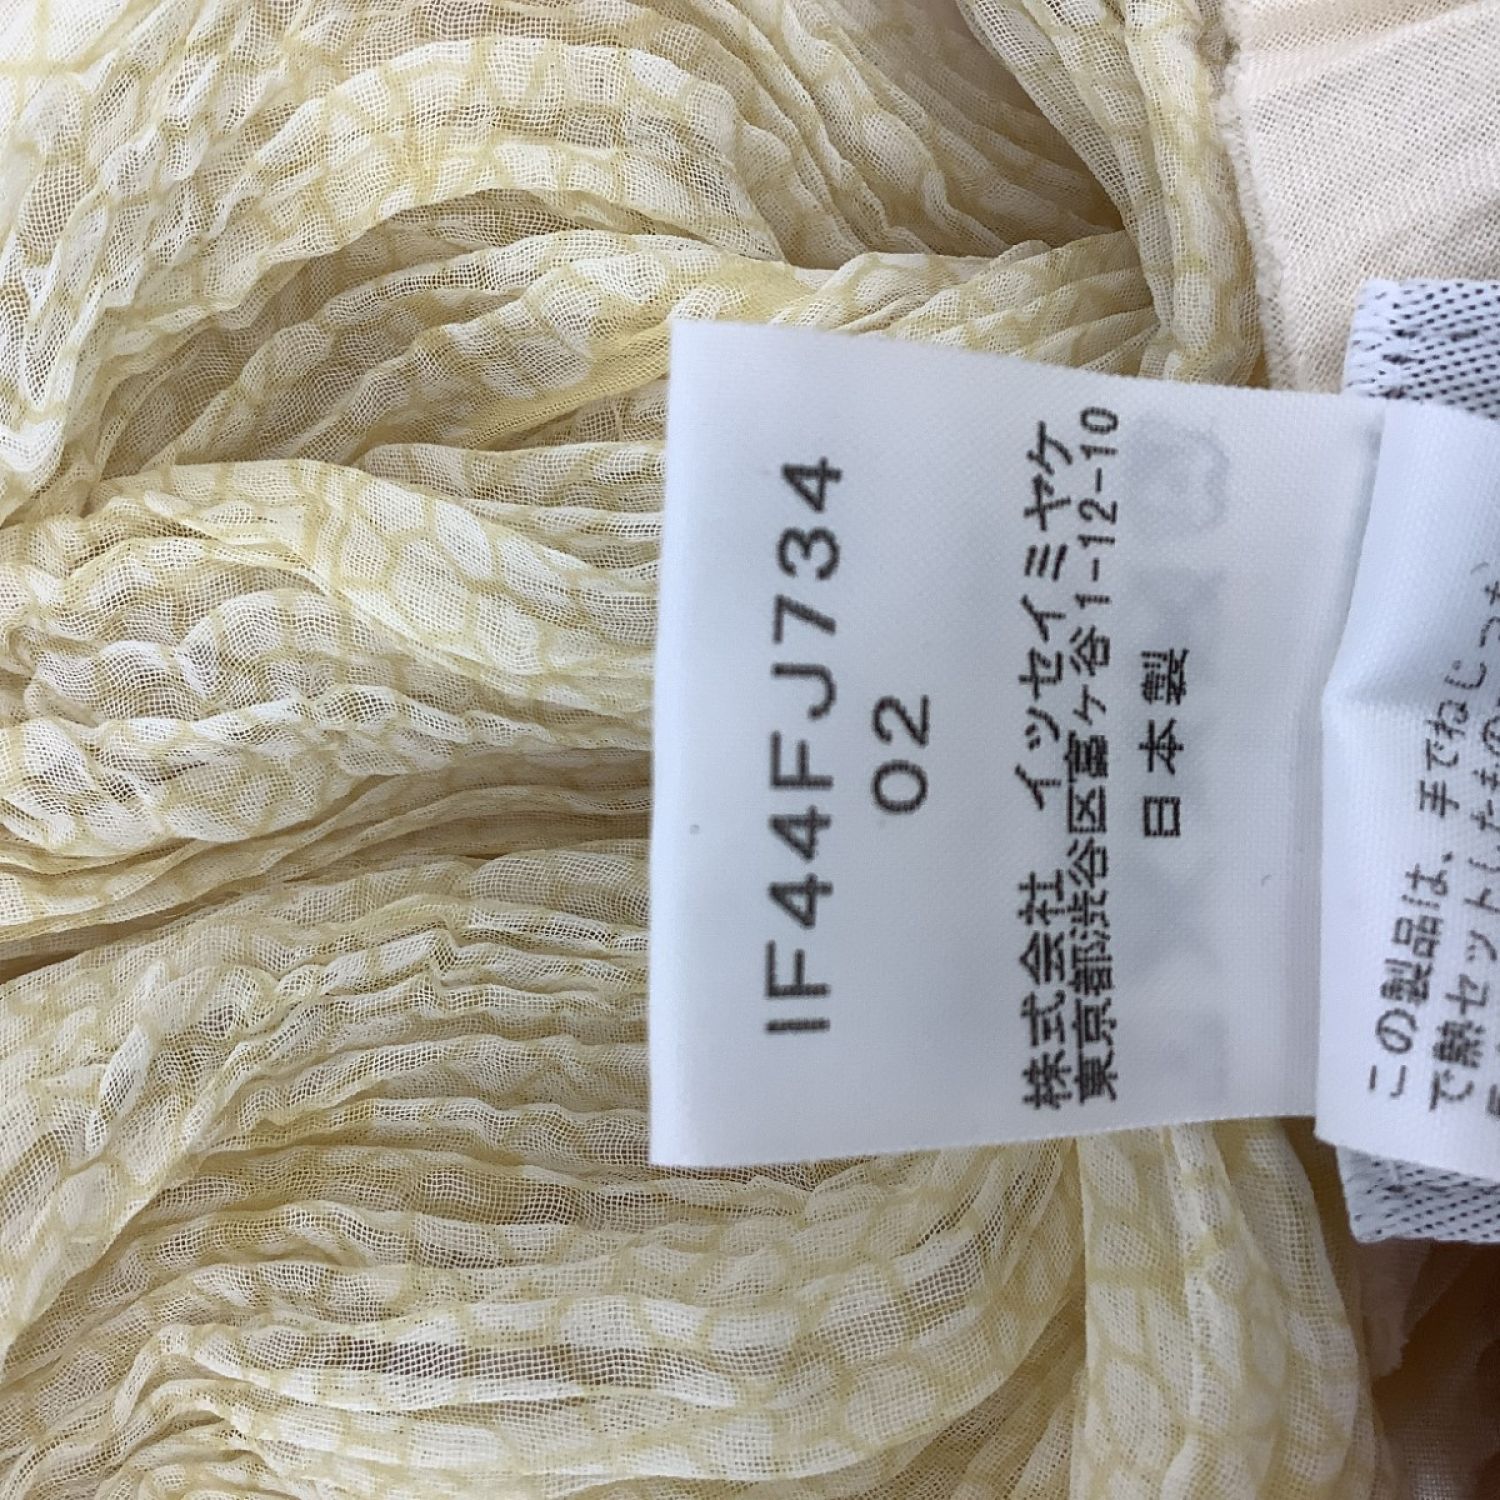 IF44FJ734
02
株式会社 イッセイミヤケ
東京都渋谷区富ヶ谷1-12-10
日本製
この製品は、手でねじっ
で熱セットしたもの